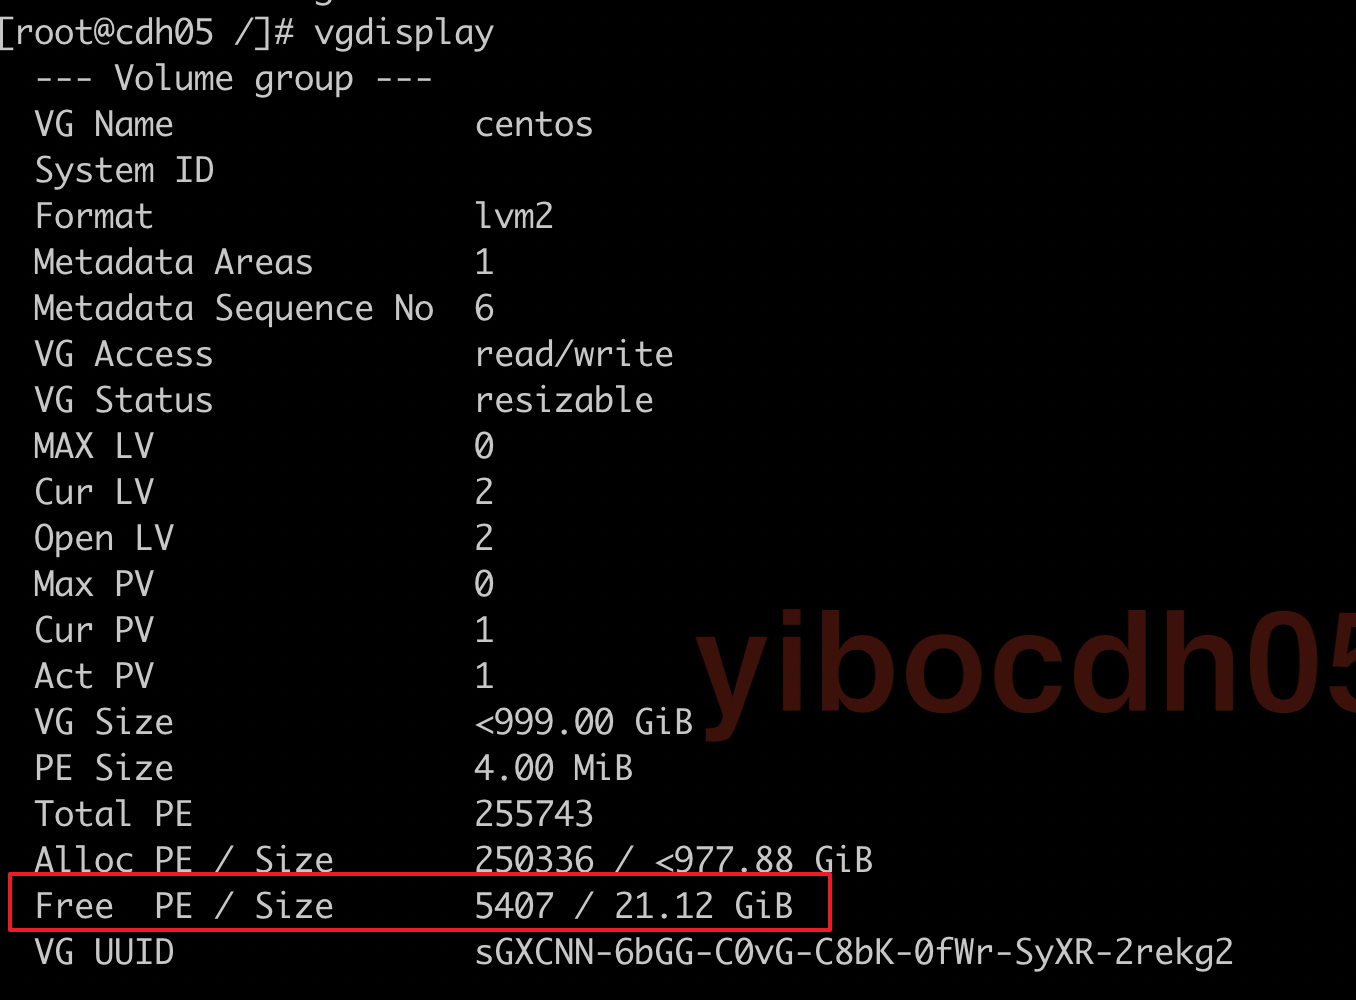 [root@cdh05 /]# vgdisplay
--- Volume group ---
VG Name centos
System ID
Format lvm2
Metadata Areas 1
Metadata Sequence No 6
VG Access read/write
VG Status resizable
MAX LV 0
Cur LV 2
Open LV 2
Max PV 0
Cur PV 1
Act PV 1
VG Size <999.00 GiB
PE Size 4.00 MiB
Total PE 255743
Alloc PE / Size 250336 / <977.88 GiB
Free PE / Size 5407 / 21.12 GiB
VG UUID sGXCNN-6bGG-C0vG-C8bK-0fWr-SyXR-2rekg2
yibocdh05